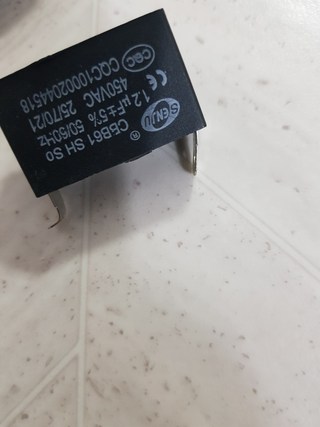 SENJU ® CBB61 SH S0
1.2µF±5% 50/60Hz
CE 450VAC 25/70/21
CQC CQC10002044518